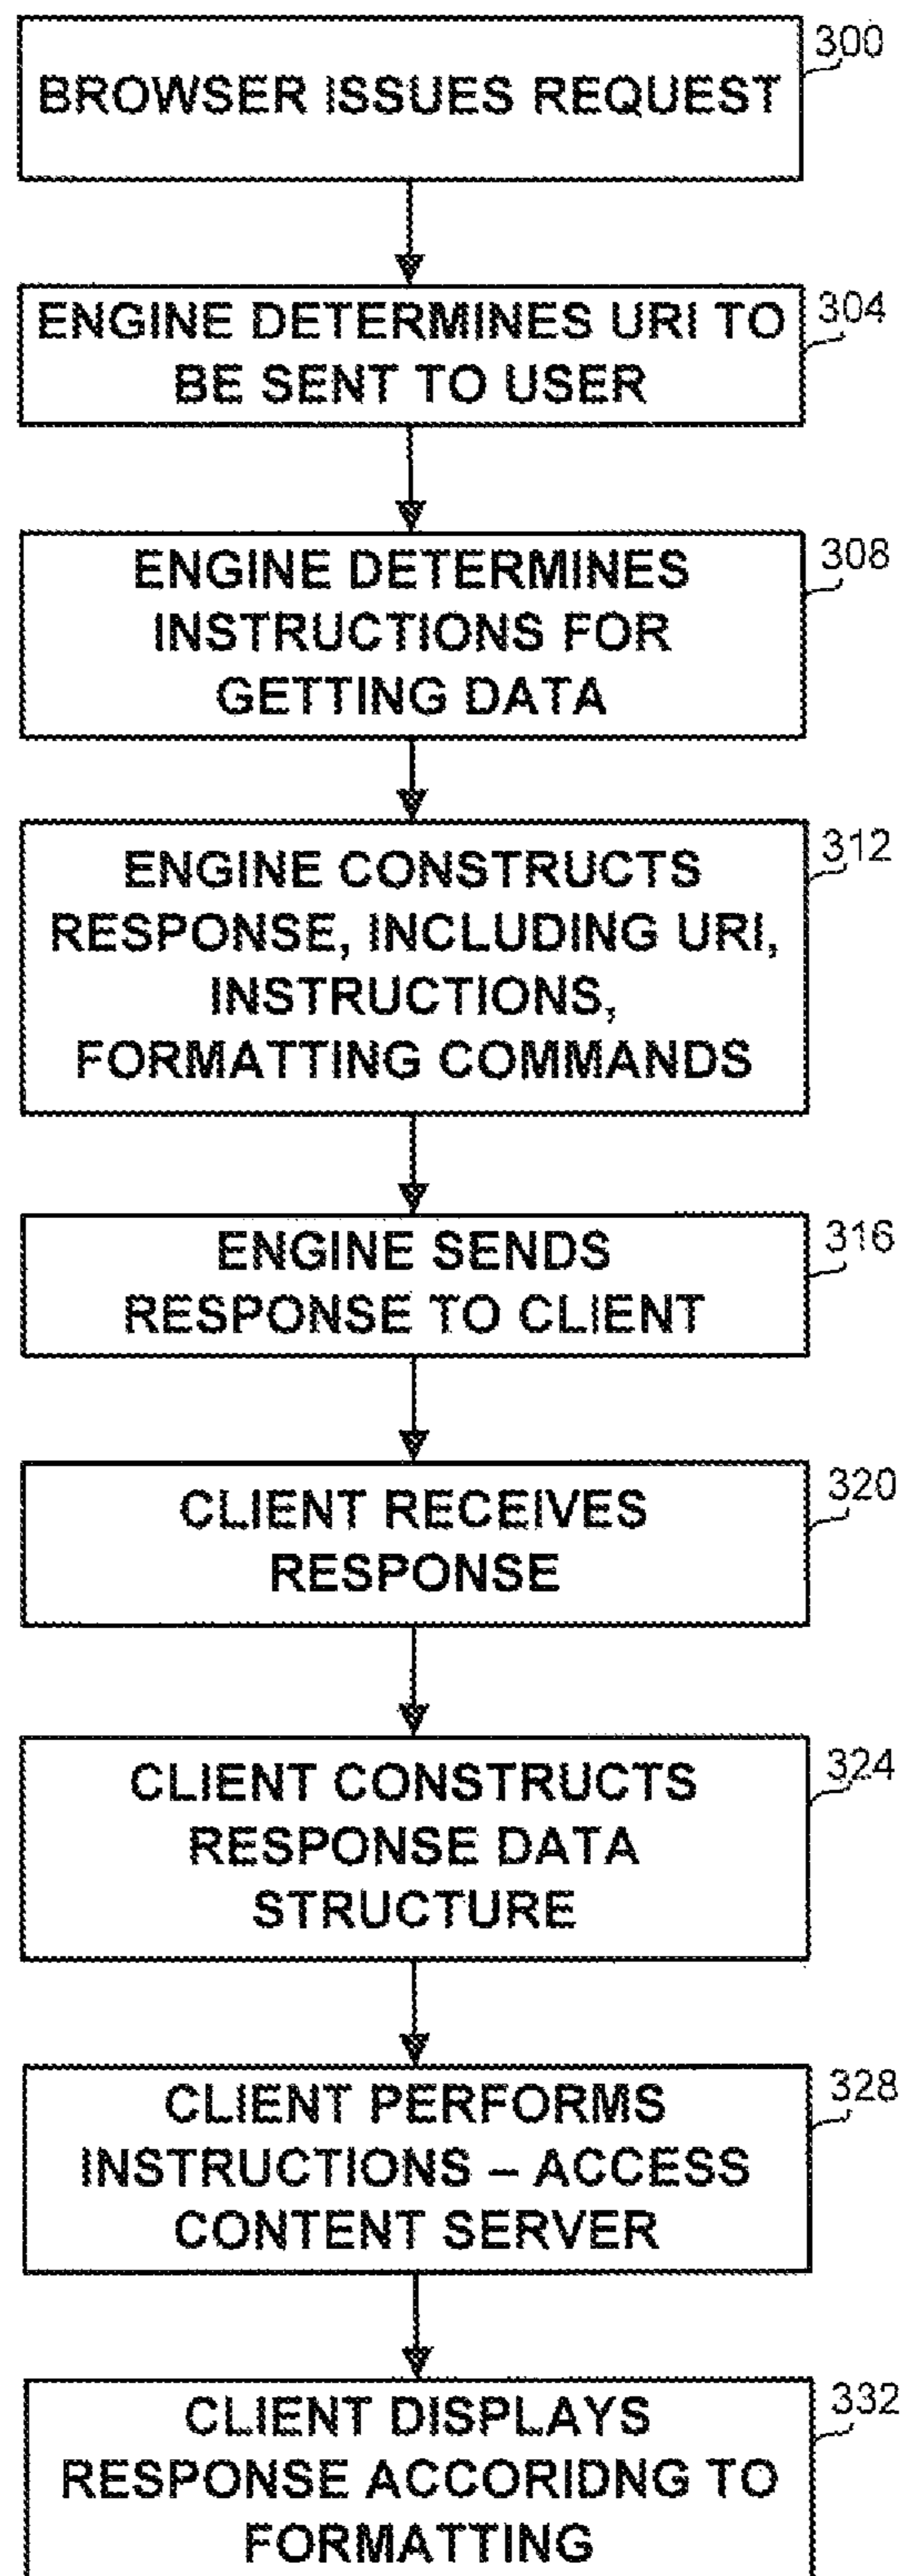 300
BROWSER ISSUES REQUEST
304
ENGINE DETERMINES URI TO
BE SENT TO USER
308
ENGINE DETERMINES
INSTRUCTIONS FOR
GETTING DATA
312
ENGINE CONSTRUCTS
RESPONSE, INCLUDING URI,
INSTRUCTIONS,
FORMATTING COMMANDS
316
ENGINE SENDS
RESPONSE TO CLIENT
320
CLIENT RECEIVES
RESPONSE
324
CLIENT CONSTRUCTS
RESPONSE DATA
STRUCTURE
328
CLIENT PERFORMS
INSTRUCTIONS – ACCESS
CONTENT SERVER
332
CLIENT DISPLAYS
RESPONSE ACCORIDNG TO
FORMATTING